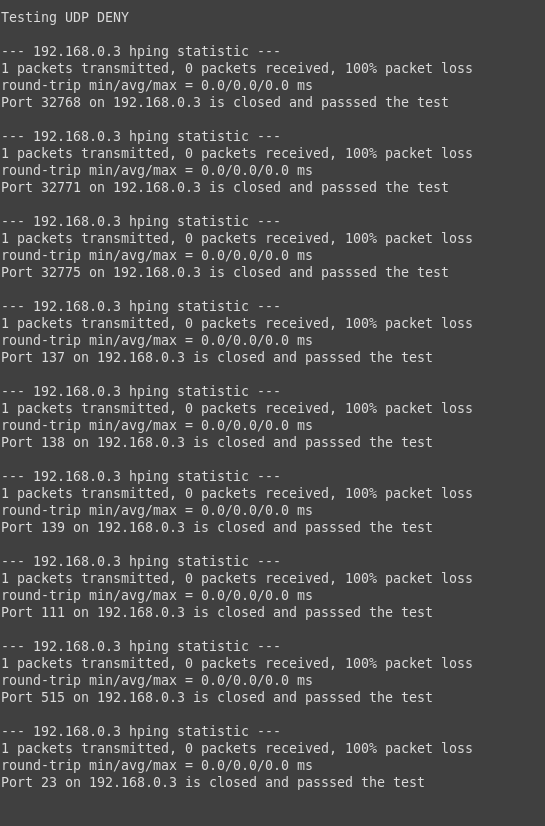 Testing UDP DENY
--- 192.168.0.3 hping statistic ---
1 packets transmitted, 0 packets received, 100% packet loss
round-trip min/avg/max = 0.0/0.0/0.0 ms
Port 32768 on 192.168.0.3 is closed and passsed the test
--- 192.168.0.3 hping statistic ---
1 packets transmitted, 0 packets received, 100% packet loss
round-trip min/avg/max = 0.0/0.0/0.0 ms
Port 32771 on 192.168.0.3 is closed and passsed the test
--- 192.168.0.3 hping statistic ---
1 packets transmitted, 0 packets received, 100% packet loss
round-trip min/avg/max = 0.0/0.0/0.0 ms
Port 32775 on 192.168.0.3 is closed and passsed the test
--- 192.168.0.3 hping statistic ---
1 packets transmitted, 0 packets received, 100% packet loss
round-trip min/avg/max = 0.0/0.0/0.0 ms
Port 137 on 192.168.0.3 is closed and passsed the test
--- 192.168.0.3 hping statistic ---
1 packets transmitted, 0 packets received, 100% packet loss
round-trip min/avg/max = 0.0/0.0/0.0 ms
Port 138 on 192.168.0.3 is closed and passsed the test
--- 192.168.0.3 hping statistic ---
1 packets transmitted, 0 packets received, 100% packet loss
round-trip min/avg/max = 0.0/0.0/0.0 ms
Port 139 on 192.168.0.3 is closed and passsed the test
--- 192.168.0.3 hping statistic ---
1 packets transmitted, 0 packets received, 100% packet loss
round-trip min/avg/max = 0.0/0.0/0.0 ms
Port 111 on 192.168.0.3 is closed and passsed the test
--- 192.168.0.3 hping statistic ---
1 packets transmitted, 0 packets received, 100% packet loss
round-trip min/avg/max = 0.0/0.0/0.0 ms
Port 515 on 192.168.0.3 is closed and passsed the test
--- 192.168.0.3 hping statistic ---
1 packets transmitted, 0 packets received, 100% packet loss
round-trip min/avg/max = 0.0/0.0/0.0 ms
Port 23 on 192.168.0.3 is closed and passsed the test